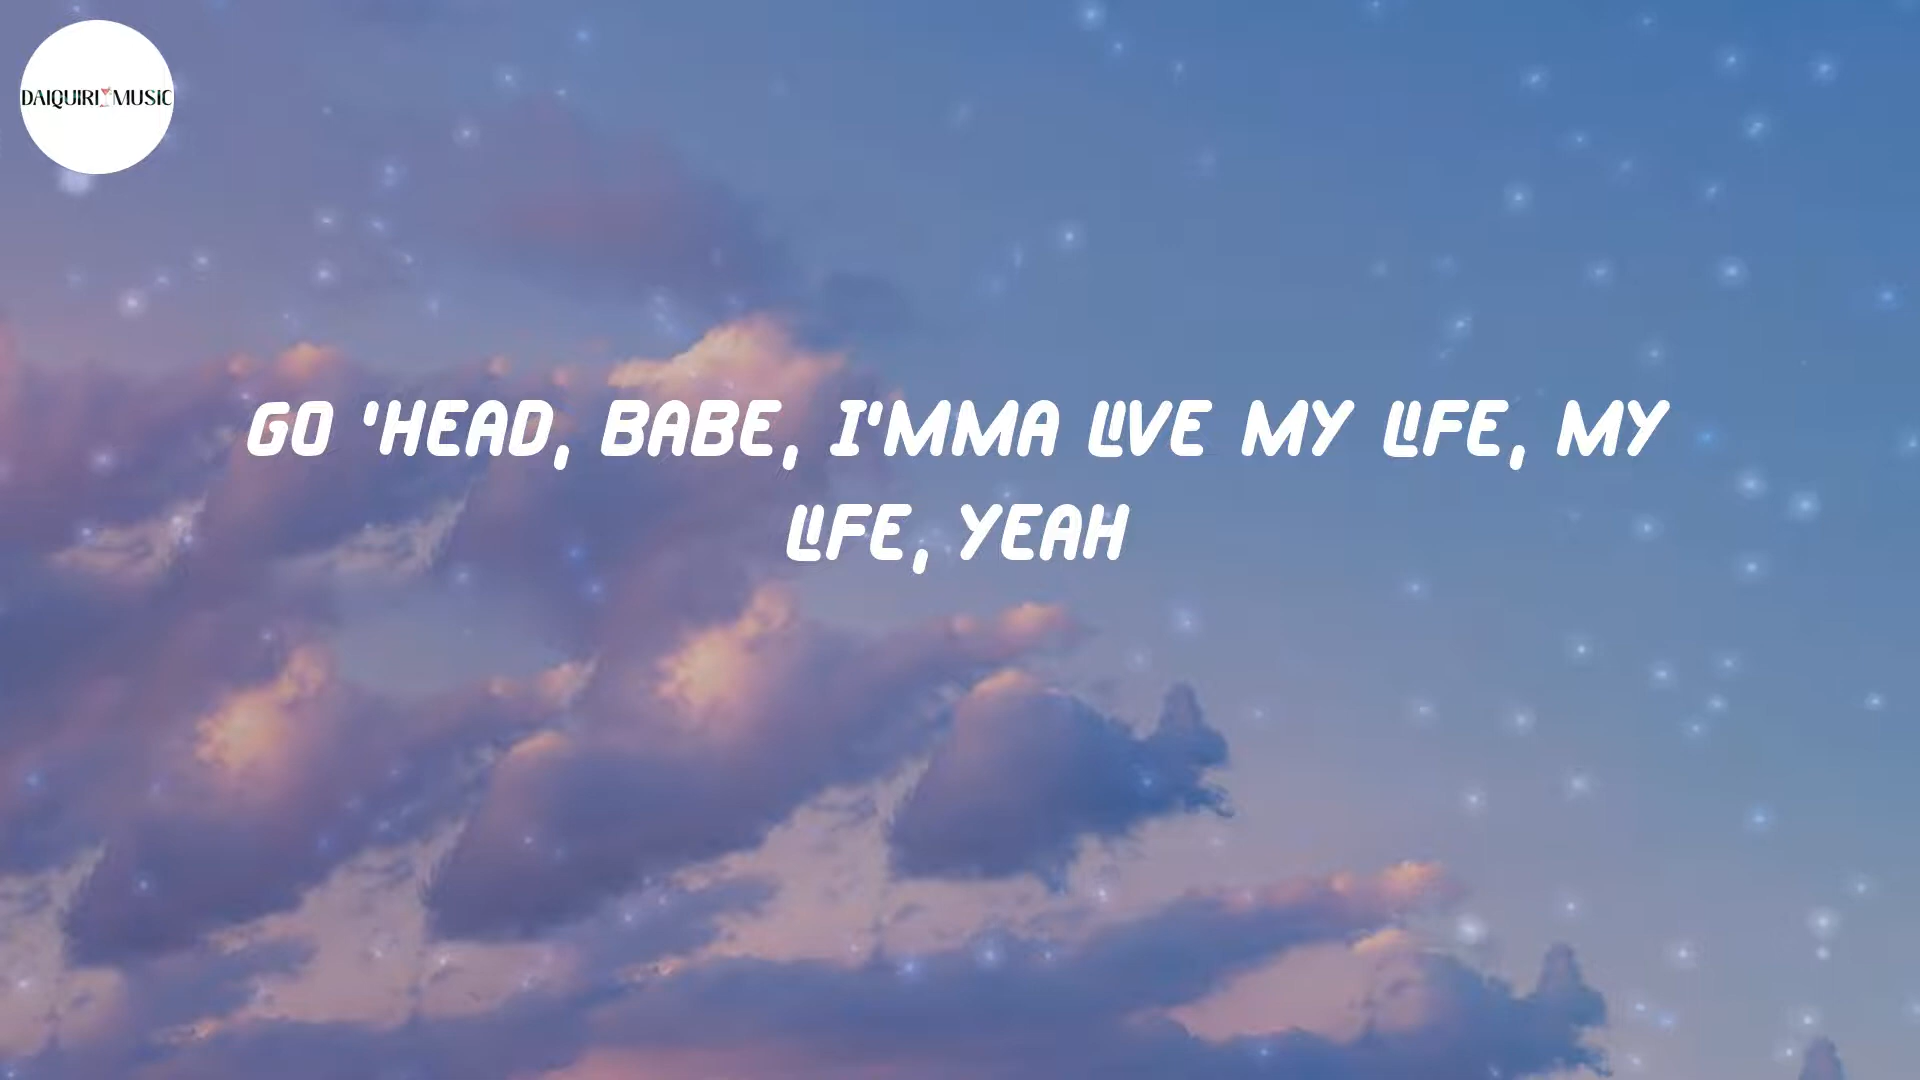 DAIQUIRI MUSIC
GO 'HEAD, BABE, I'MMA LIVE MY LIFE, MY
LIFE, YEAH